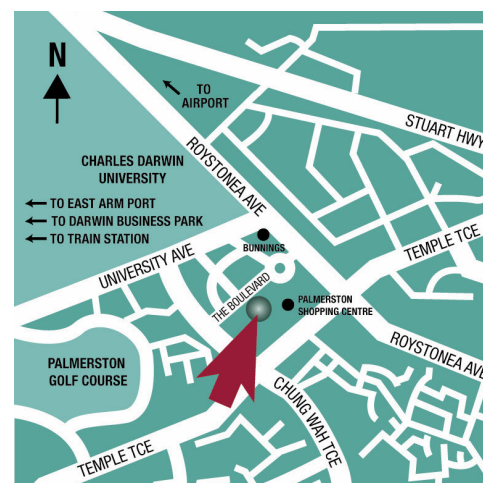 N
TO
AIRPORT
STUART HWY
ROYSTONEA AVE
CHARLES DARWIN
UNIVERSITY
TO EAST ARM PORT
TO DARWIN BUSINESS PARK
TO TRAIN STATION
TEMPLE TCE
BUNNINGS
UNIVERSITY AVE
THE BOULEVARD
PALMERSTON
SHOPPING CENTRE
ROYSTONEA AVE
PALMERSTON
GOLF COURSE
CHUNG WAH TCE
TEMPLE TCE